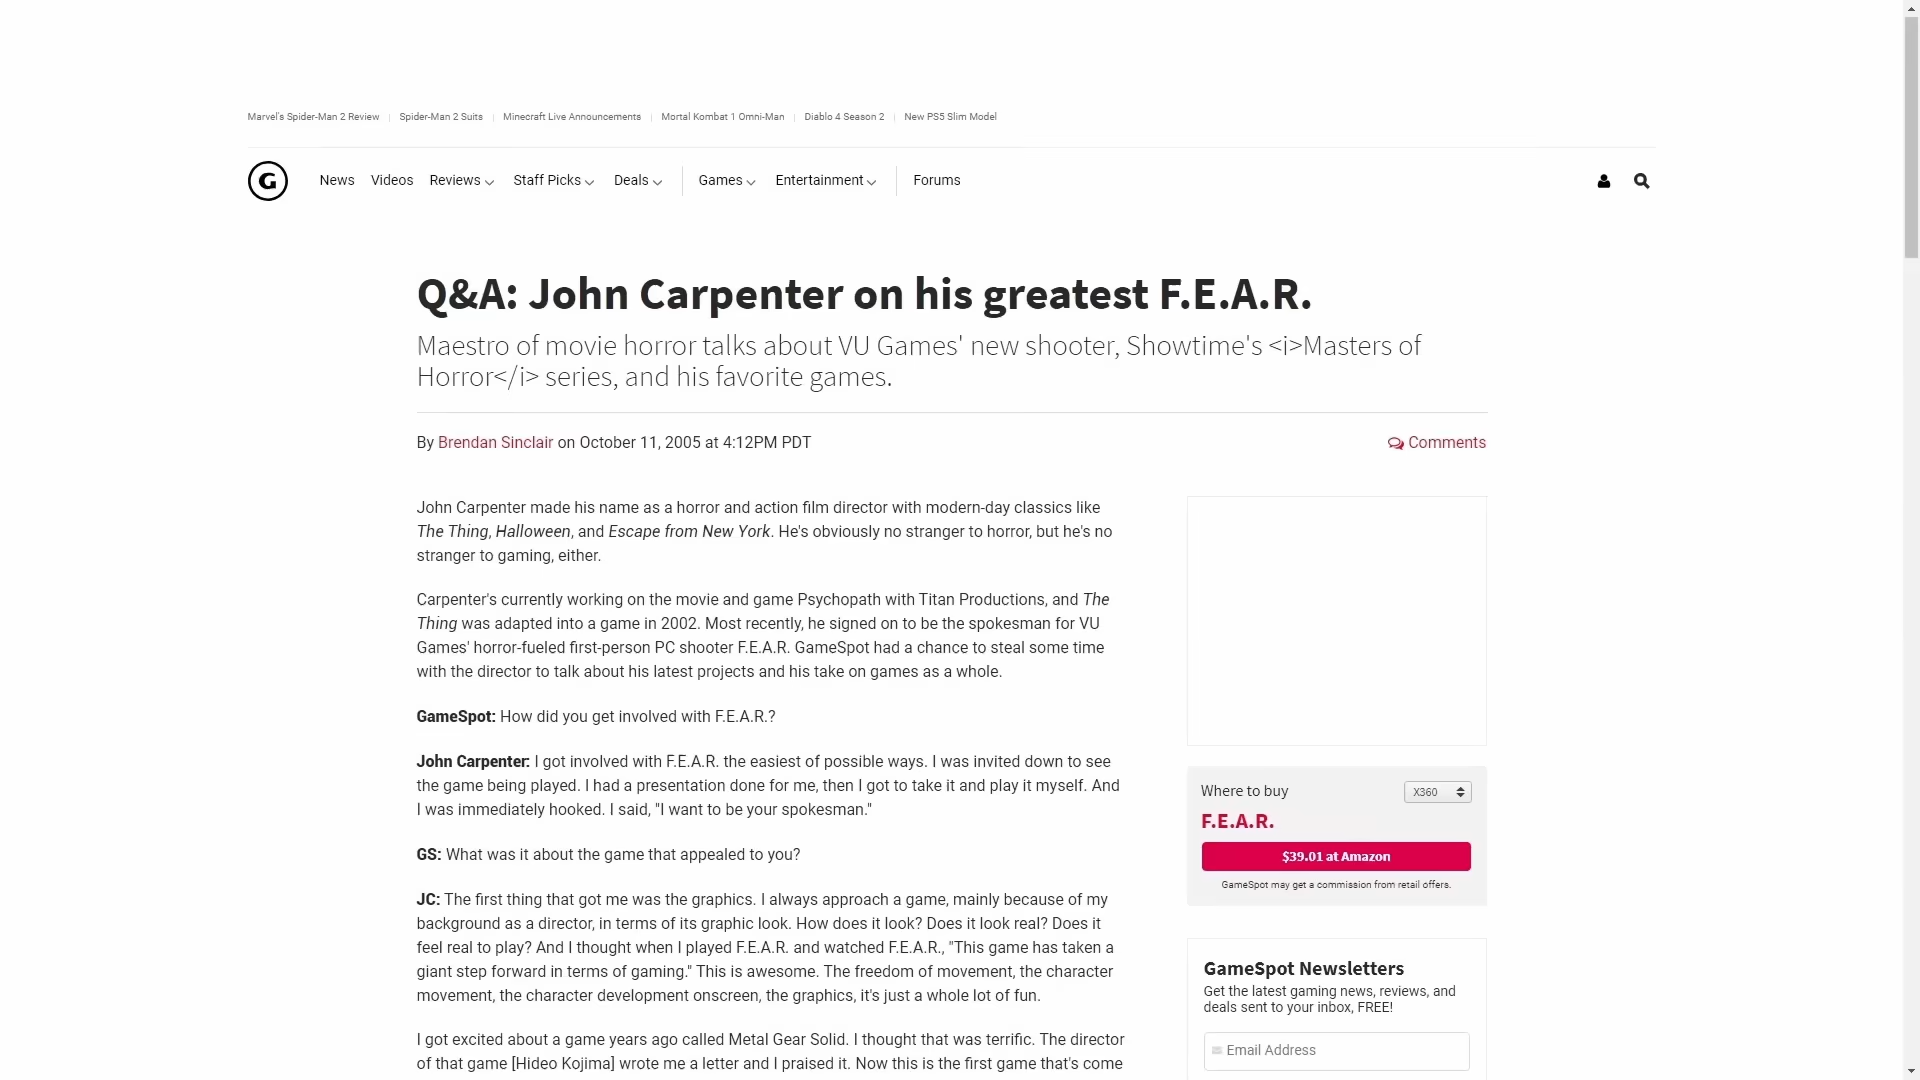 Marvel's Spider-Man 2 Review
Spider-Man 2 Suits
Minecraft Live Announcements
Mortal Kombat 1 Omni-Man
Diablo 4 Season 2
New PS5 Slim Model
G
News
Videos
Reviews
Staff Picks
Deals
Games
Entertainment
Forums
Q&A: John Carpenter on his greatest F.E.A.R.
Maestro of movie horror talks about VU Games' new shooter, Showtime's <i>Masters of
Horror</i> series, and his favorite games.
By Brendan Sinclair on October 11, 2005 at 4:12PM PDT
Comments
John Carpenter made his name as a horror and action film director with modern-day classics like
The Thing, Halloween, and Escape from New York. He's obviously no stranger to horror, but he's no
stranger to gaming, either.
Carpenter's currently working on the movie and game Psychopath with Titan Productions, and The
Thing was adapted into a game in 2002. Most recently, he signed on to be the spokesman for VU
Games' horror-fueled first-person PC shooter F.E.A.R. GameSpot had a chance to steal some time
with the director to talk about his latest projects and his take on games as a whole.
GameSpot: How did you get involved with F.E.A.R.?
John Carpenter: I got involved with F.E.A.R. the easiest of possible ways. I was invited down to see
the game being played. I had a presentation done for me, then I got to take it and play it myself. And
I was immediately hooked. I said, "I want to be your spokesman."
GS: What was it about the game that appealed to you?
JC: The first thing that got me was the graphics. I always approach a game, mainly because of my
background as a director, in terms of its graphic look. How does it look? Does it look real? Does it
feel real to play? And I thought when I played F.E.A.R. and watched F.E.A.R., "This game has taken a
giant step forward in terms of gaming." This is awesome. The freedom of movement, the character
movement, the character development onscreen, the graphics, it's just a whole lot of fun.
I got excited about a game years ago called Metal Gear Solid. I thought that was terrific. The director
of that game [Hideo Kojima] wrote me a letter and I praised it. Now this is the first game that's come
Where to buy
X360
F.E.A.R.
$39.01 at Amazon
GameSpot may get a commission from retail offers.
GameSpot Newsletters
Get the latest gaming news, reviews, and
deals sent to your inbox, FREE!
Email Address